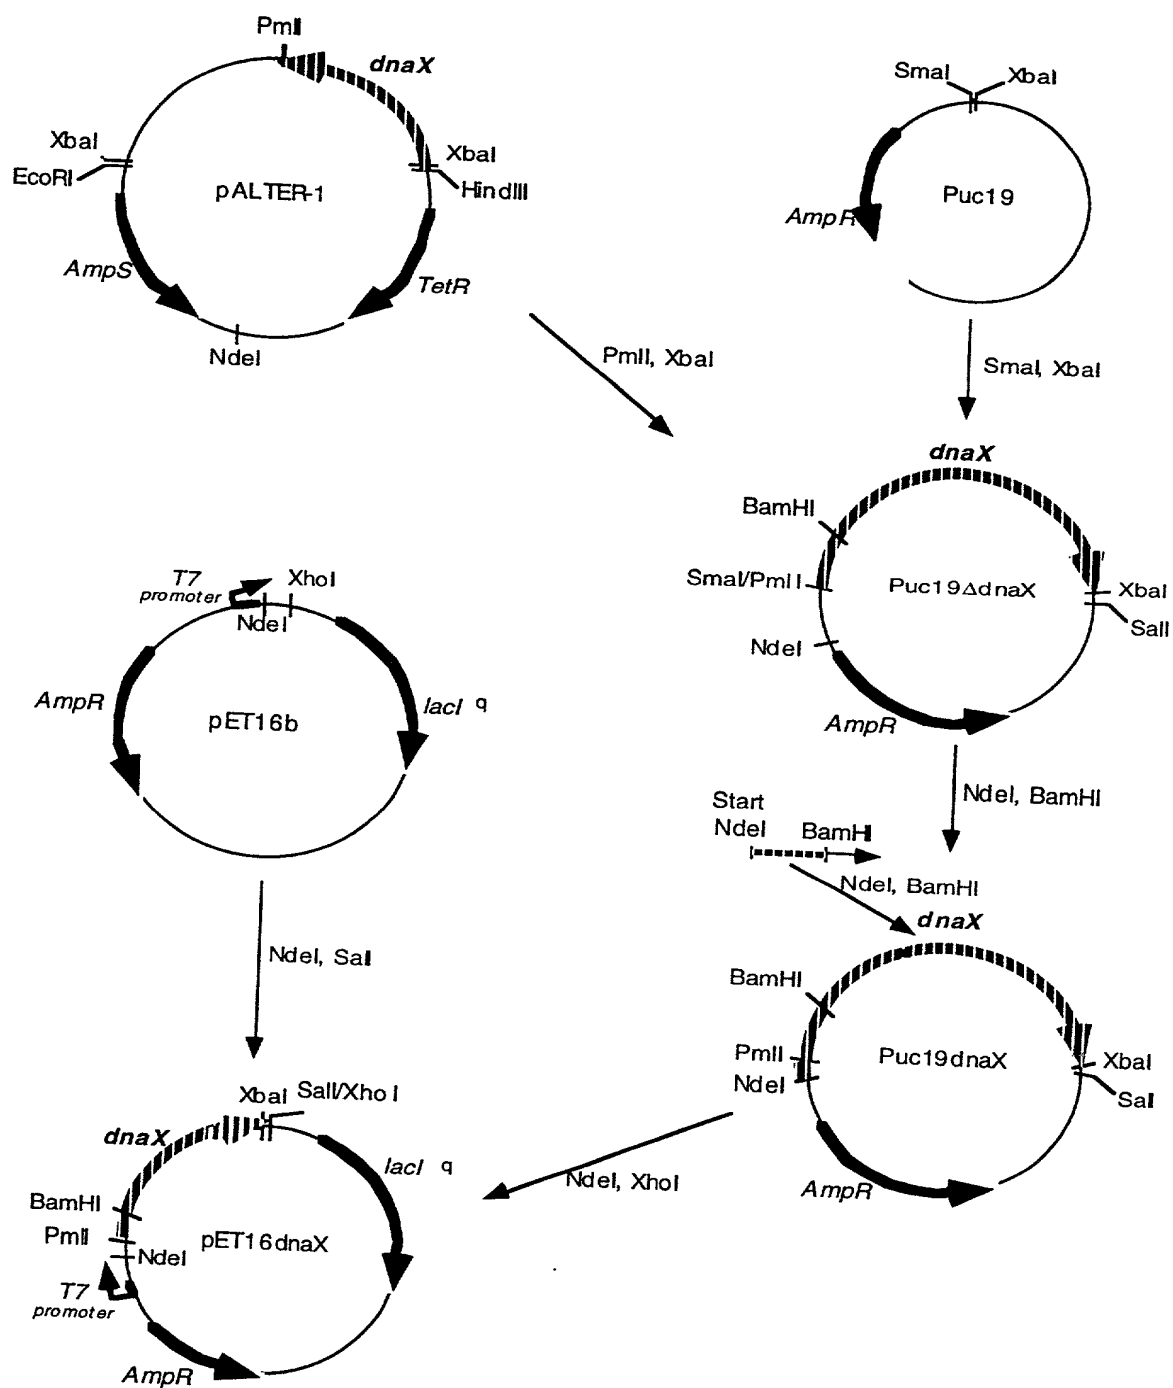 PmlI
dnaX
XbaI
EcoRI
XbaI
HindIII
pALTER-1
AmpS
TetR
NdeI
SmaI
XbaI
Puc19
AmpR
PmlI, XbaI
SmaI, XbaI
dnaX
BamHI
SmaI/PmlI
Puc19ΔdnaX
XbaI
SalI
NdeI
AmpR
T7
promoter
XhoI
NdeI
AmpR
pET16b
lacI q
NdeI, BamHI
Start
NdeI
BamHI
NdeI, BamHI
dnaX
BamHI
PmlI
NdeI
Puc19dnaX
XbaI
SalI
AmpR
NdeI, SalI
NdeI, XhoI
XbaI
SalI/Xho I
dnaX
lacI q
BamHI
PmlI
NdeI
pET16dnaX
T7
promoter
AmpR